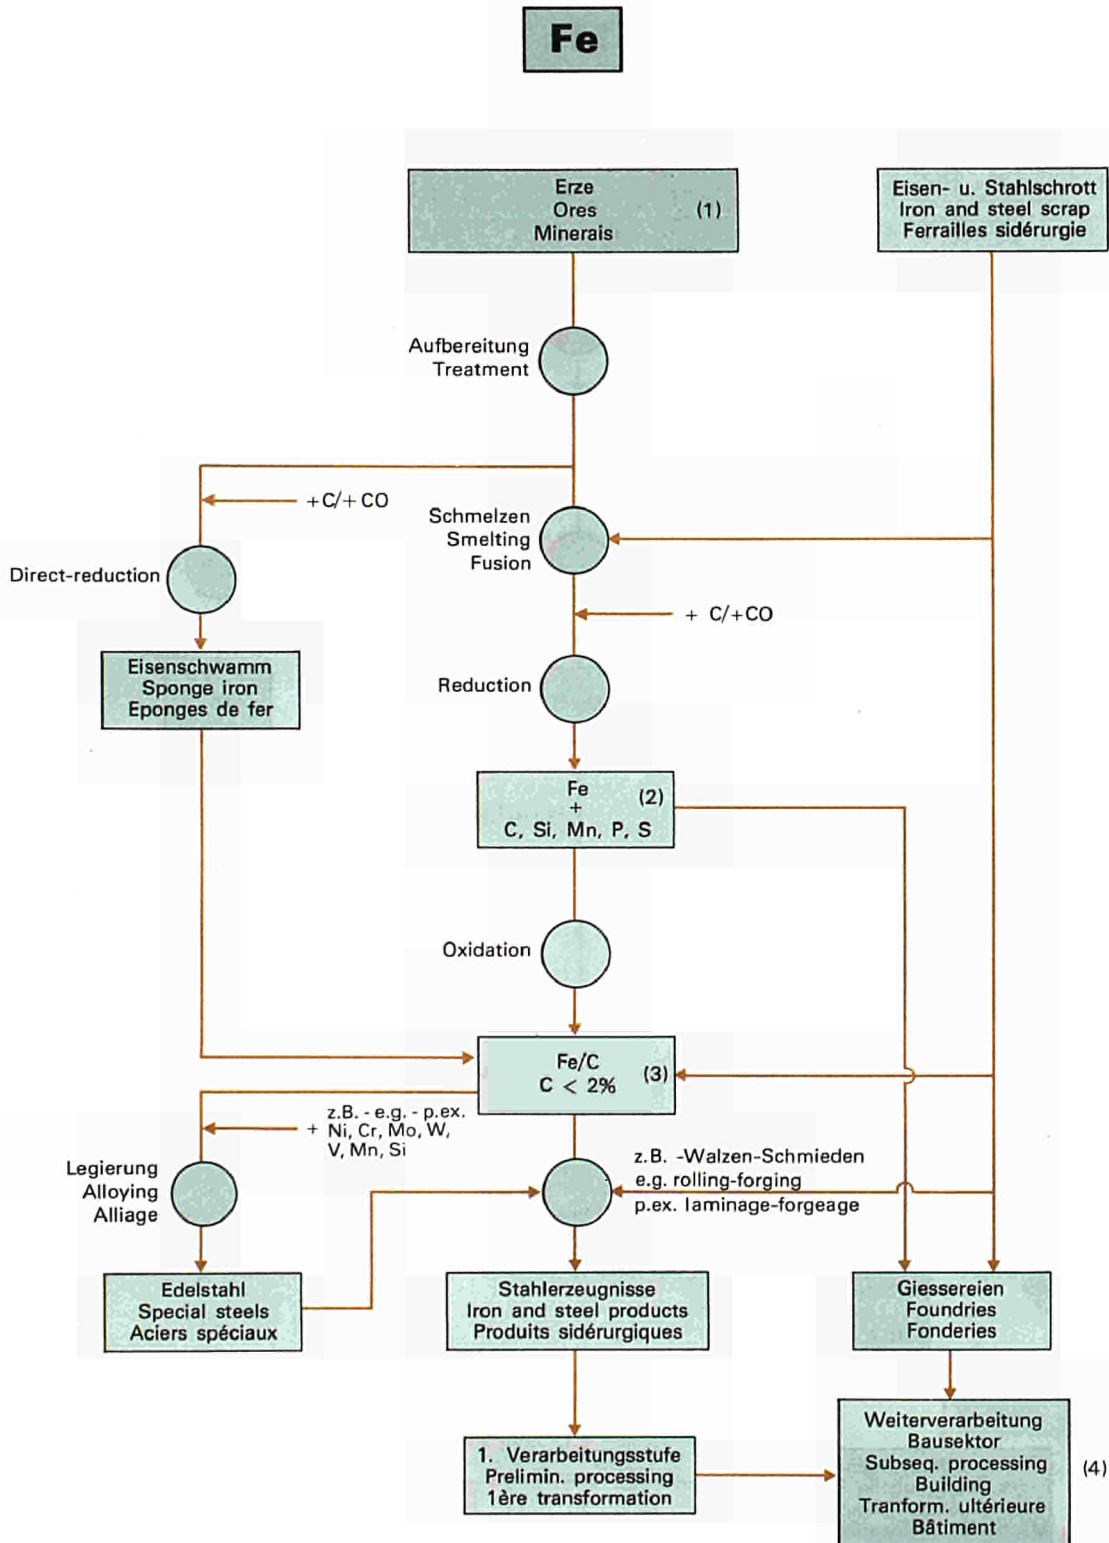 Fe
Erze
Ores (1)
Minerais
Eisen- u. Stahlschrott
Iron and steel scrap
Ferrailles sidérurgie
Aufbereitung
Treatment
+C/+ CO
Schmelzen
Smelting
Fusion
Direct-reduction
+ C/+CO
Eisenschwamm
Sponge iron
Eponges de fer
Reduction
Fe (2)
+
C, Si, Mn, P, S
Oxidation
Fe/C (3)
C < 2%
z.B. - e.g. - p.ex.
+ Ni, Cr, Mo, W,
V, Mn, Si
Legierung
Alloying
Alliage
z.B. -Walzen-Schmieden
e.g. rolling-forging
p.ex. laminage-forgeage
Edelstahl
Special steels
Aciers spéciaux
Stahlerzeugnisse
Iron and steel products
Produits sidérurgiques
Giessereien
Foundries
Fonderies
1. Verarbeitungsstufe
Prelimin. processing
1ère transformation
Weiterverarbeitung
Bausektor
Subseq. processing (4)
Building
Tranform. ultérieure
Bâtiment